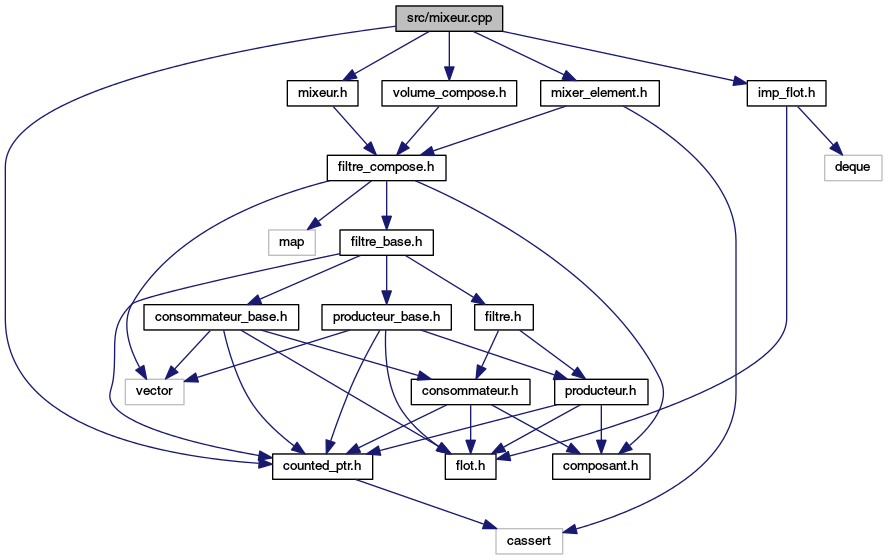 src/mixeur.cpp
mixeur.h
volume_compose.h
mixer_element.h
imp_flot.h
filtre_compose.h
deque
map
filtre_base.h
consommateur_base.h
producteur_base.h
filtre.h
vector
consommateur.h
producteur.h
counted_ptr.h
flot.h
composant.h
cassert